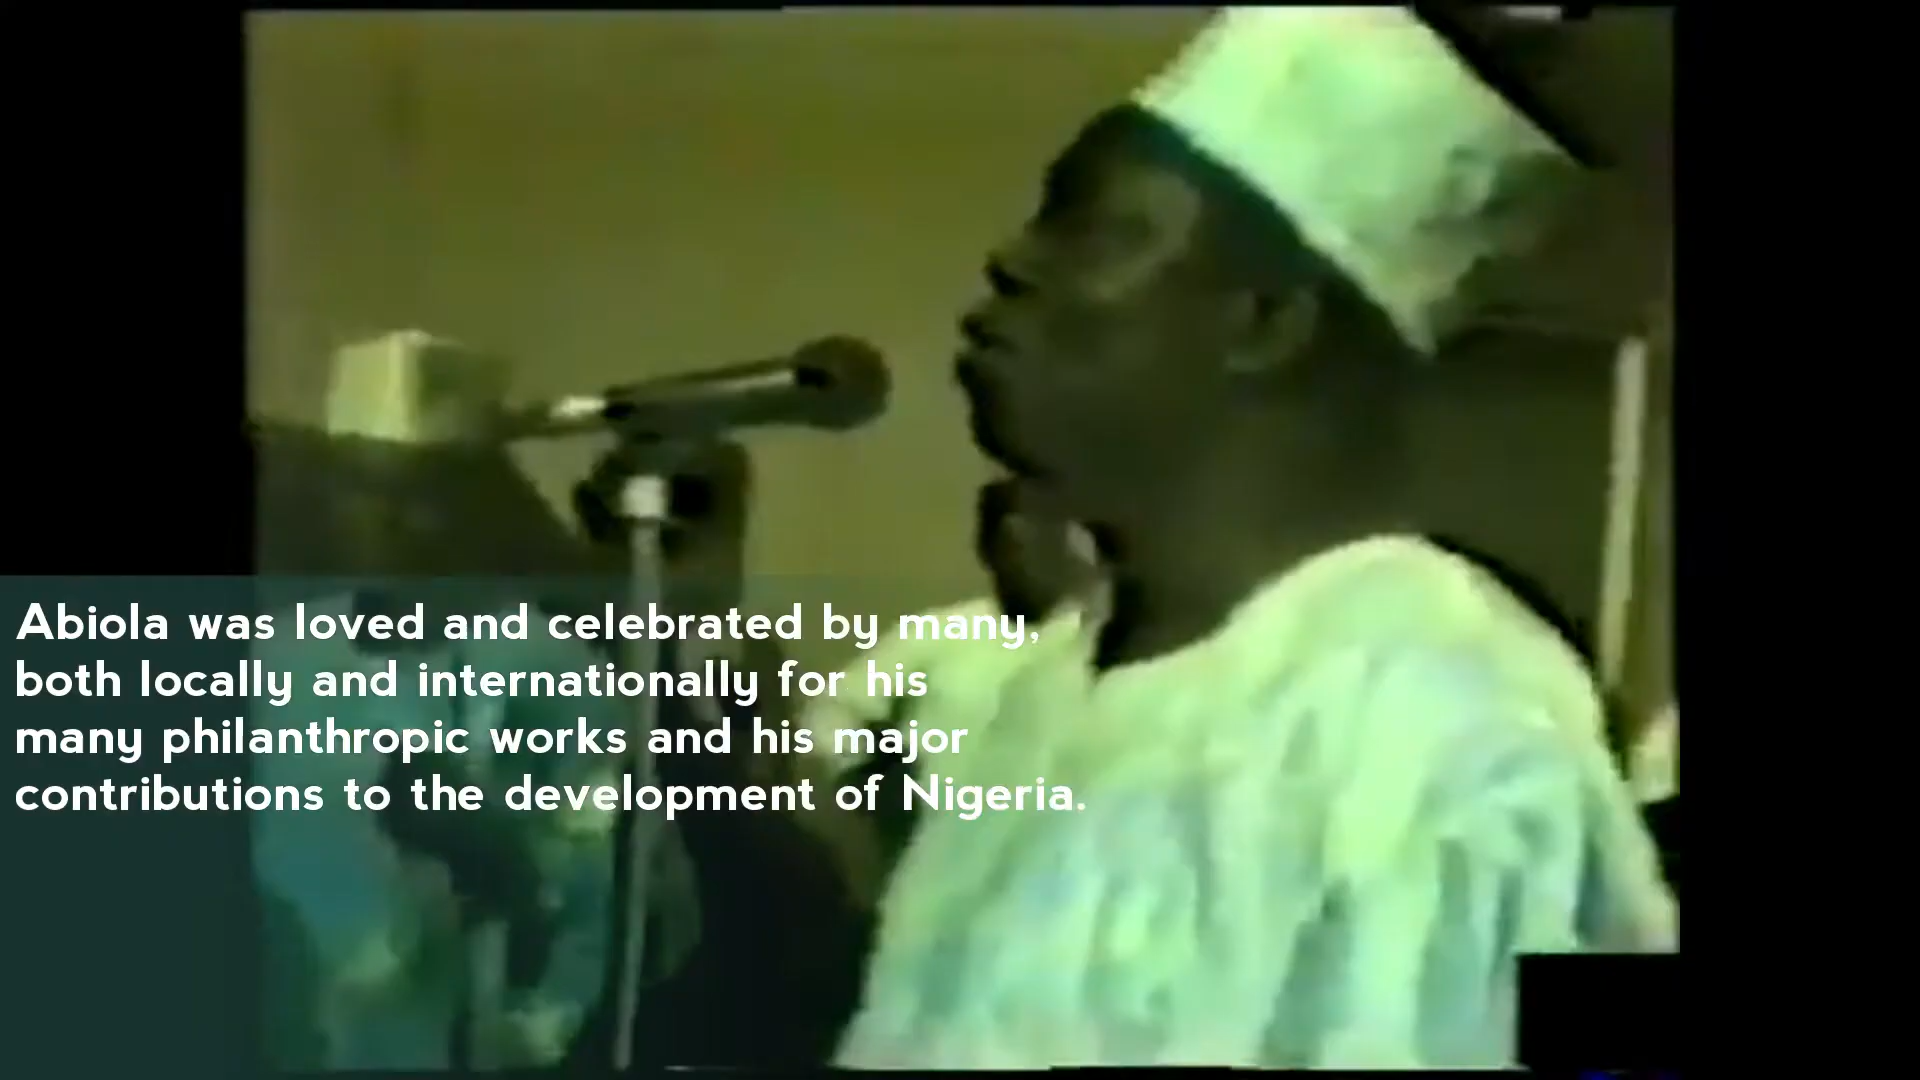 Abiola was loved and celebrated by many,
both locally and internationally for his
many philanthropic works and his major
contributions to the development of Nigeria.